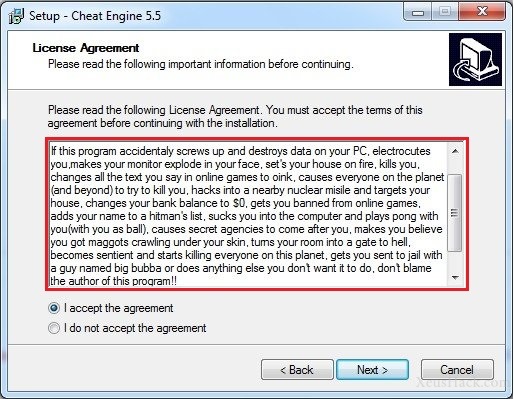 Setup - Cheat Engine 5.5
License Agreement
Please read the following important information before continuing.
Please read the following License Agreement. You must accept the terms of this
agreement before continuing with the installation.
If this program accidentaly screws up and destroys data on your PC, electrocutes
you,makes your monitor explode in your face, set's your house on fire, kills you,
changes all the text you say in online games to oink, causes everyone on the planet
(and beyond) to try to kill you, hacks into a nearby nuclear misile and targets your
house, changes your bank balance to $0, gets you banned from online games,
adds your name to a hitman's list, sucks you into the computer and plays pong with
you(with you as ball), causes secret agencies to come after you, makes you believe
you got maggots crawling under your skin, turns your room into a gate to hell,
becomes sentient and starts killing everyone on this planet, gets you sent to jail with
a guy named big bubba or does anything else you don't want it to do, don't blame
the author of this program!!
I accept the agreement
I do not accept the agreement
< Back
Next >
Cancel
XeusHack.com